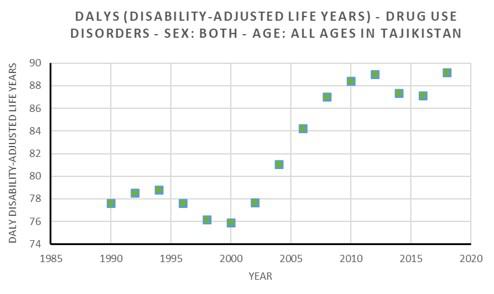 DALYS (DISABILITY-ADJUSTED LIFE YEARS) - DRUG USE
DISORDERS - SEX: BOTH - AGE: ALL AGES IN TAJIKISTAN
DALY DISABILITY-ADJUSTED LIFE YEARS
90
88
86
84
82
80
78
76
74
1985 1990 1995 2000 2005 2010 2015 2020
YEAR